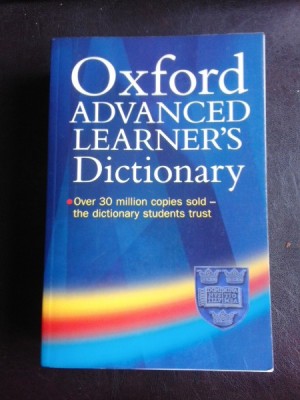 Oxford
ADVANCED
LEARNER'S
Dictionary
Over 30 million copies sold –
the dictionary students trust